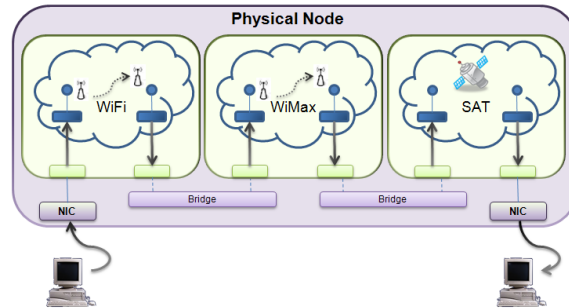 Physical Node
WiFi
WiMax
SAT
Bridge
Bridge
NIC
NIC